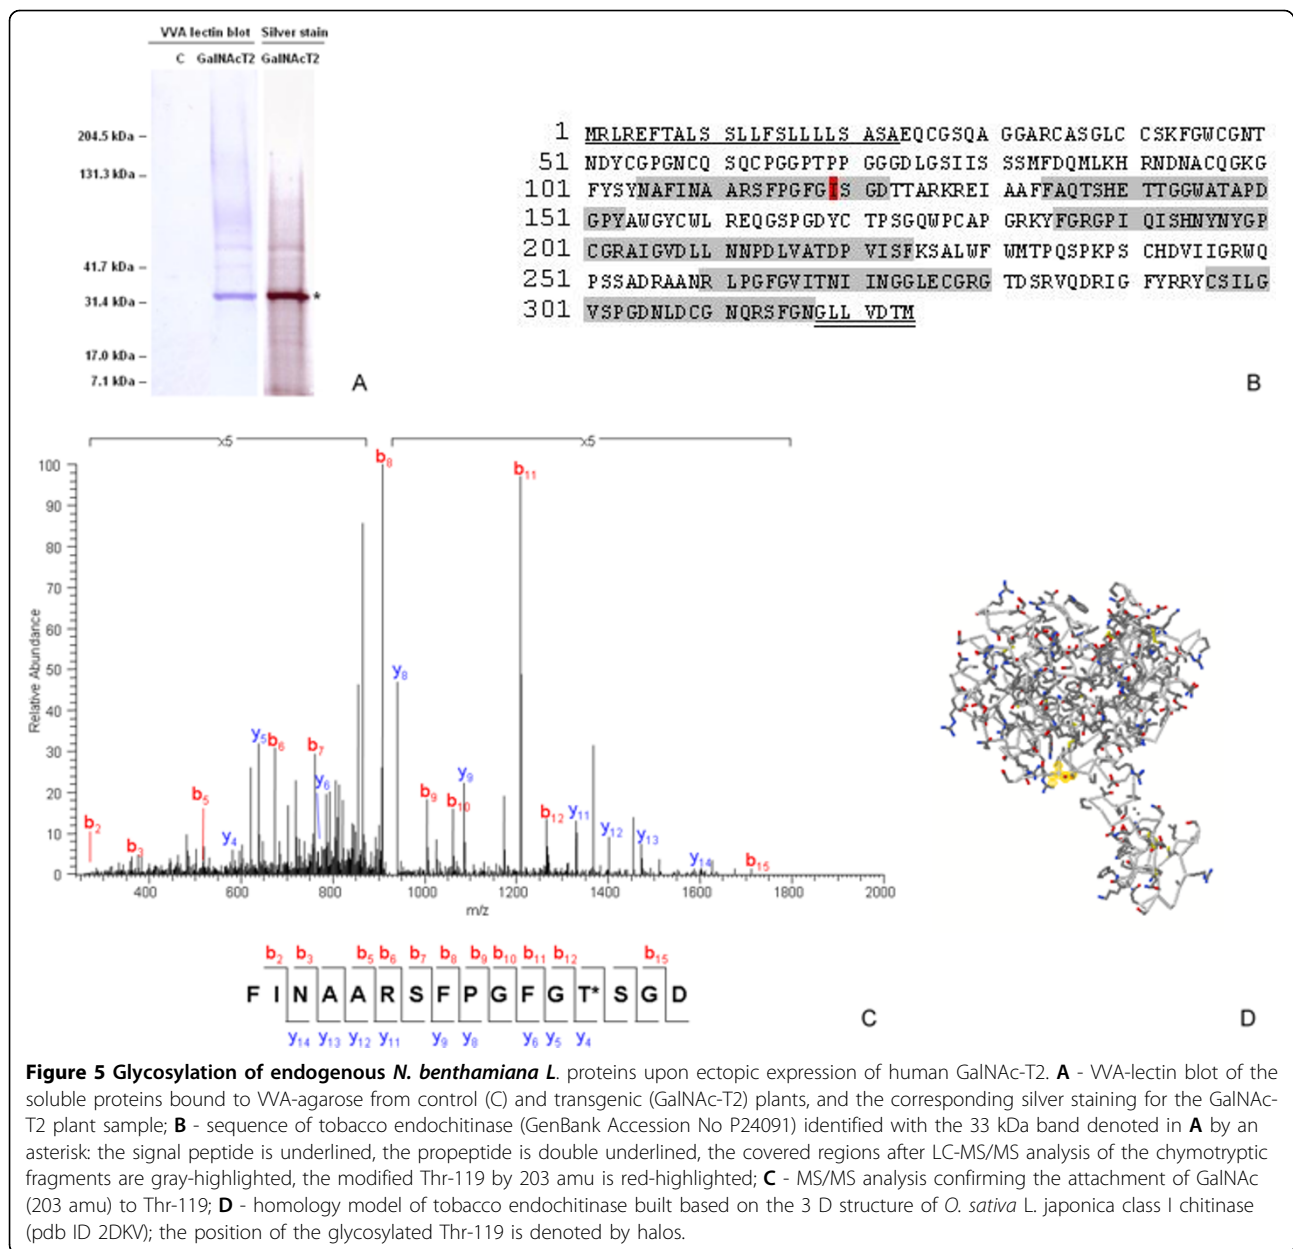 VVA lectin blot Silver stain
C GalNAcT2 GalNAcT2
204.5 kDa –
131.3 kDa –
41.7 kDa –
31.4 kDa –
*
17.0 kDa –
7.1 kDa –
A
1 MRLREFTALS SLLFSLLLLS ASAEQCGSQA GGARCASGLC CSKFGWCGNT
51 NDYCGPGNCQ SQCPGGPTPP GGGDLGSIIS SSMFDQMLKH RNDNACQGKG
101 FYSYNAFINA ARSFPGFGIS GDTTARKREI AAFFAQTSHE TTGGWATAPD
151 GPYAWGYCWL REQGSPGDYC TPSGQWPCAP GRKYFGRGPI QISHNYNYGP
201 CGRAIGVDLL NNPDLVATDP VISFKSALWF WMTPQSPKPS CHDVIIGRWQ
251 PSSADRAANR LPGFGVITNI INGGLECGRG TDSRVQDRIG FYRRYCSILG
301 VSPGDNLDCG NQRSFGNGLL VDTM
B
x5 x5
Relative Abundance
100
90
80
70
60
50
40
30
20
10
0
b2 b3 b5 y4 y5 b6 b7 y6 b8 y8 b9 b10 y9 b11 b12 y11 y12 y13 y14 b15
400 600 800 1000 1200 1400 1600 1800 2000
m/z
b2 b3 b5 b6 b7 b8 b9 b10 b11 b12 b15
F I N A A R S F P G F G T* S G D
y14 y13 y12 y11 y9 y8 y6 y5 y4
C
D
Figure 5 Glycosylation of endogenous N. benthamiana L. proteins upon ectopic expression of human GalNAc-T2. A - VVA-lectin blot of the
soluble proteins bound to VVA-agarose from control (C) and transgenic (GalNAc-T2) plants, and the corresponding silver staining for the GalNAc-
T2 plant sample; B - sequence of tobacco endochitinase (GenBank Accession No P24091) identified with the 33 kDa band denoted in A by an
asterisk: the signal peptide is underlined, the propeptide is double underlined, the covered regions after LC-MS/MS analysis of the chymotryptic
fragments are gray-highlighted, the modified Thr-119 by 203 amu is red-highlighted; C - MS/MS analysis confirming the attachment of GalNAc
(203 amu) to Thr-119; D - homology model of tobacco endochitinase built based on the 3 D structure of O. sativa L. japonica class I chitinase
(pdb ID 2DKV); the position of the glycosylated Thr-119 is denoted by halos.